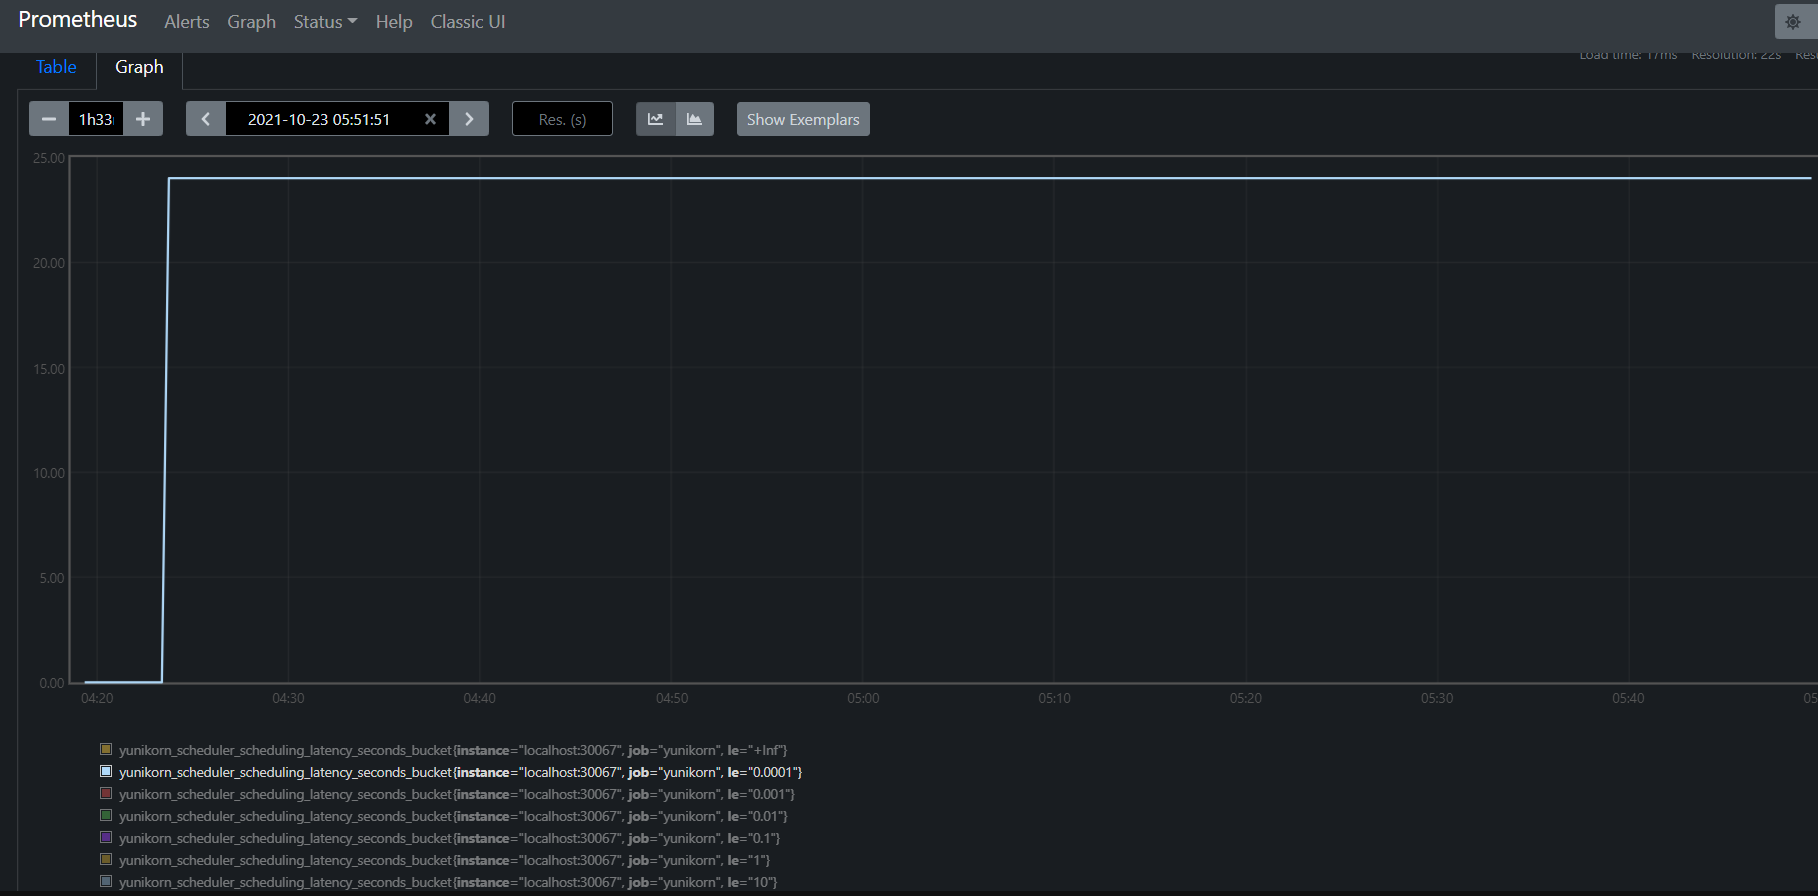 Prometheus Alerts Graph Status Help Classic UI
Load time: 17ms Resolution: 22s Res
Table Graph
1h33 2021-10-23 05:51:51 Res. (s) Show Exemplars
25.00
20.00
15.00
10.00
5.00
0.00
04:20 04:30 04:40 04:50 05:00 05:10 05:20 05:30 05:40 05
yunikorn_scheduler_scheduling_latency_seconds_bucket{instance="localhost:30067", job="yunikorn", le="+Inf"}
yunikorn_scheduler_scheduling_latency_seconds_bucket{instance="localhost:30067", job="yunikorn", le="0.0001"}
yunikorn_scheduler_scheduling_latency_seconds_bucket{instance="localhost:30067", job="yunikorn", le="0.001"}
yunikorn_scheduler_scheduling_latency_seconds_bucket{instance="localhost:30067", job="yunikorn", le="0.01"}
yunikorn_scheduler_scheduling_latency_seconds_bucket{instance="localhost:30067", job="yunikorn", le="0.1"}
yunikorn_scheduler_scheduling_latency_seconds_bucket{instance="localhost:30067", job="yunikorn", le="1"}
yunikorn_scheduler_scheduling_latency_seconds_bucket{instance="localhost:30067", job="yunikorn", le="10"}